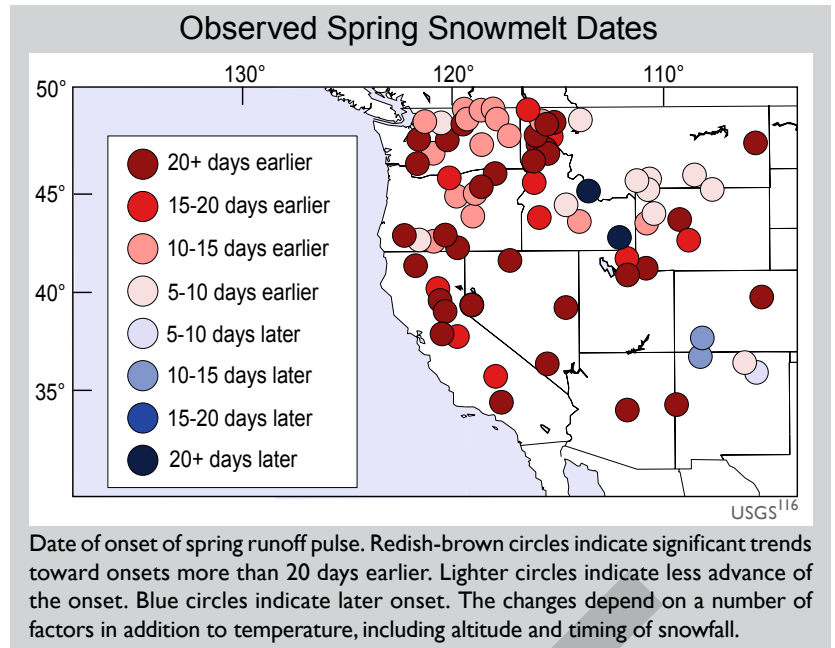 Observed Spring Snowmelt Dates
130° 120° 110°
50°
45°
40°
35°
20+ days earlier
15-20 days earlier
10-15 days earlier
5-10 days earlier
5-10 days later
10-15 days later
15-20 days later
20+ days later
USGS116
Date of onset of spring runoff pulse. Redish-brown circles indicate significant trends
toward onsets more than 20 days earlier. Lighter circles indicate less advance of
the onset. Blue circles indicate later onset. The changes depend on a number of
factors in addition to temperature, including altitude and timing of snowfall.